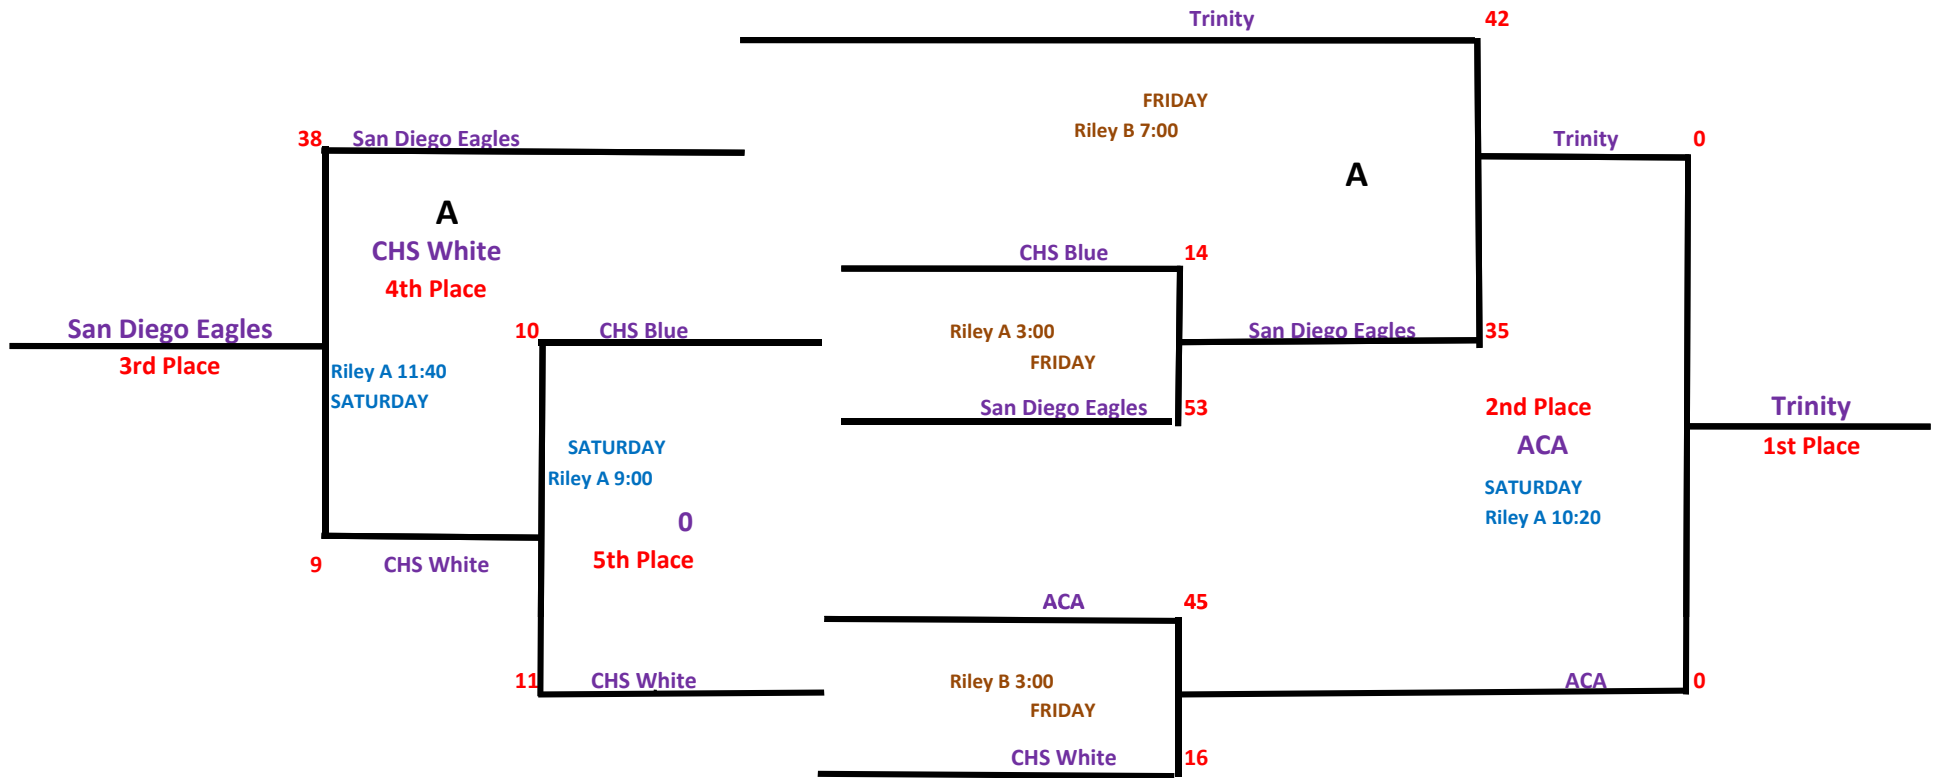 Trinity 42
FRIDAY
Riley B 7:00
38 San Diego Eagles
Trinity 0
A
A
CHS White
4th Place
CHS Blue 14
San Diego Eagles
3rd Place
10 CHS Blue
Riley A 3:00
FRIDAY
San Diego Eagles 35
Riley A 11:40
SATURDAY
San Diego Eagles 53
2nd Place
ACA
Trinity
1st Place
SATURDAY
Riley A 9:00
SATURDAY
Riley A 10:20
0
5th Place
9 CHS White
ACA 45
11 CHS White
Riley B 3:00
FRIDAY
ACA 0
CHS White 16